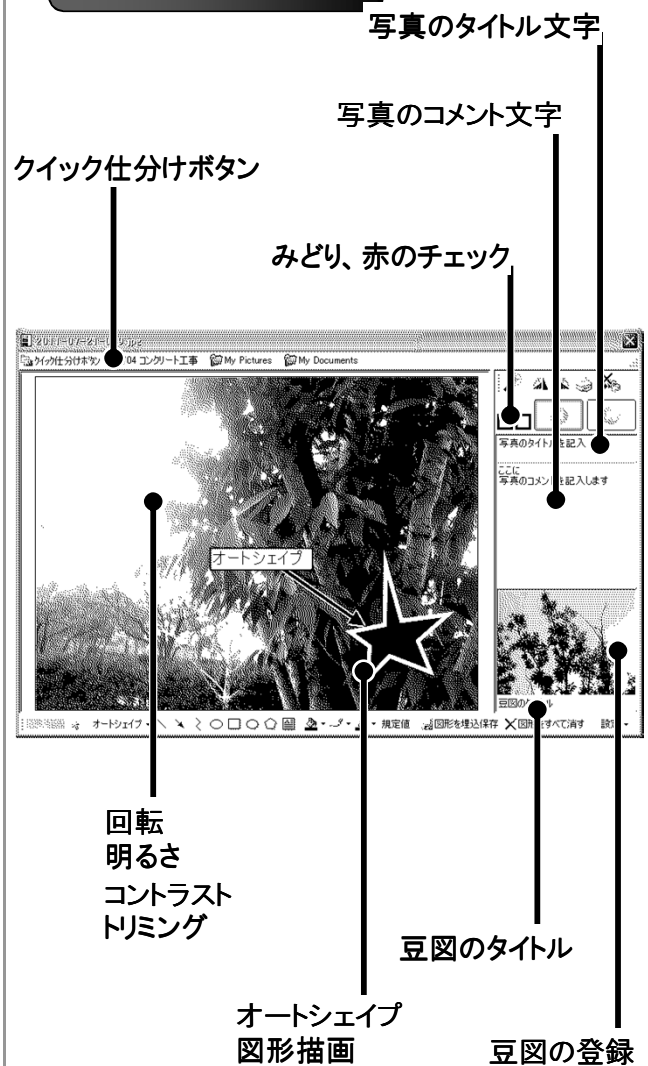 写真のタイトル文字
写真のコメント文字
クイック仕分けボタン
みどり、赤のチェック
クイック仕分けボタン
04 コンクリート工事
My Pictures
My Documents
写真のタイトルを記入
ここに
写真のコメントを記入します
オートシェイプ
オートシェイプ
規定値
図形を埋込保存
図形をすべて消す
回転
明るさ
コントラスト
トリミング
豆図のタイトル
オートシェイプ
図形描画
豆図の登録